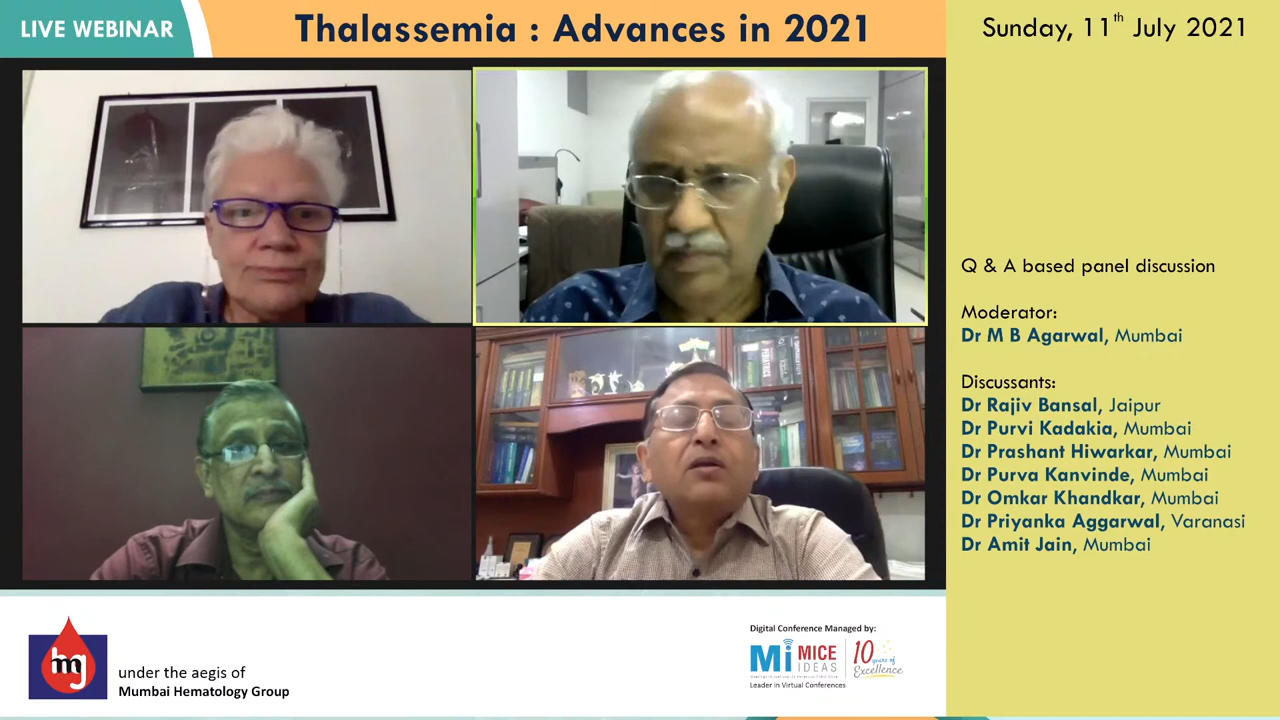 LIVE WEBINAR
Thalassemia : Advances in 2021
Sunday, 11th July 2021
Q & A based panel discussion
Moderator:
Dr M B Agarwal, Mumbai
Discussants:
Dr Rajiv Bansal, Jaipur
Dr Purvi Kadakia, Mumbai
Dr Prashant Hiwarkar, Mumbai
Dr Purva Kanvinde, Mumbai
Dr Omkar Khandkar, Mumbai
Dr Priyanka Aggarwal, Varanasi
Dr Amit Jain, Mumbai
PEDIATRICS
mg
under the aegis of
Mumbai Hematology Group
Digital Conference Managed by:
Mi MICE IDEAS
10 years of Excellence
Leader in Virtual Conferences